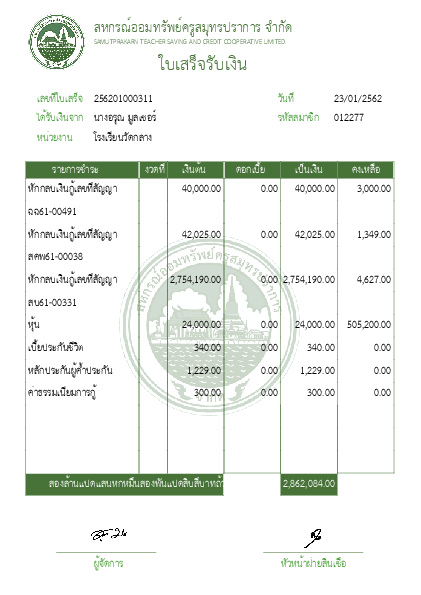 สหกรณ์ออมทรัพย์ครูสมุทรปราการ จำกัด
SAMUTPRAKARN TEACHER SAVING AND CREDIT COOPERATIVE LIMITED.
ใบเสร็จรับเงิน
เลขที่ใบเสร็จ 256201000311 วันที่ 23/01/2562
ได้รับเงินจาก นางอรุณ มูลเชอร์ รหัสสมาชิก 012277
หน่วยงาน โรงเรียนวัดกลาง
รายการชำระ งวดที่ เงินต้น ดอกเบี้ย เป็นเงิน คงเหลือ
หักกลบเงินกู้เลขที่สัญญา 40,000.00 0.00 40,000.00 3,000.00
ฉฉ61-00491
หักกลบเงินกู้เลขที่สัญญา 42,025.00 0.00 42,025.00 1,349.00
สคพ61-00038
หักกลบเงินกู้เลขที่สัญญา 2,754,190.00 0.00 2,754,190.00 4,627.00
สบ61-00331
หุ้น 24,000.00 0.00 24,000.00 505,200.00
เบี้ยประกันชีวิต 340.00 0.00 340.00 0.00
หลักประกันผู้ค้ำประกัน 1,229.00 0.00 1,229.00 0.00
ค่าธรรมเนียมการกู้ 300.00 0.00 300.00 0.00
สองล้านแปดแสนหกหมื่นสองพันแปดสิบสี่บาทถ้ 2,862,084.00
ผู้จัดการ หัวหน้าฝ่ายสินเชื่อ